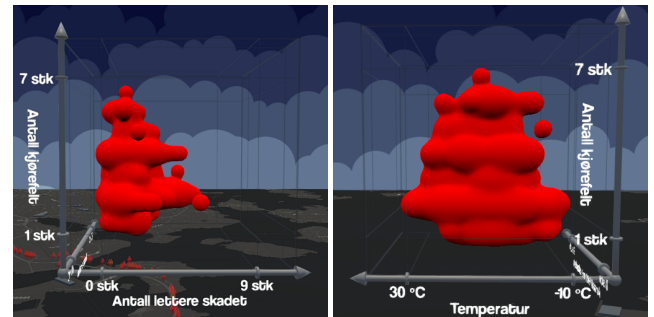 7 stk
Antall kjørefelt
1 stk
0 stk
9 stk
Antall lettere skadet
7 stk
Antall kjørefelt
1 stk
30 °C
-10 °C
Temperatur